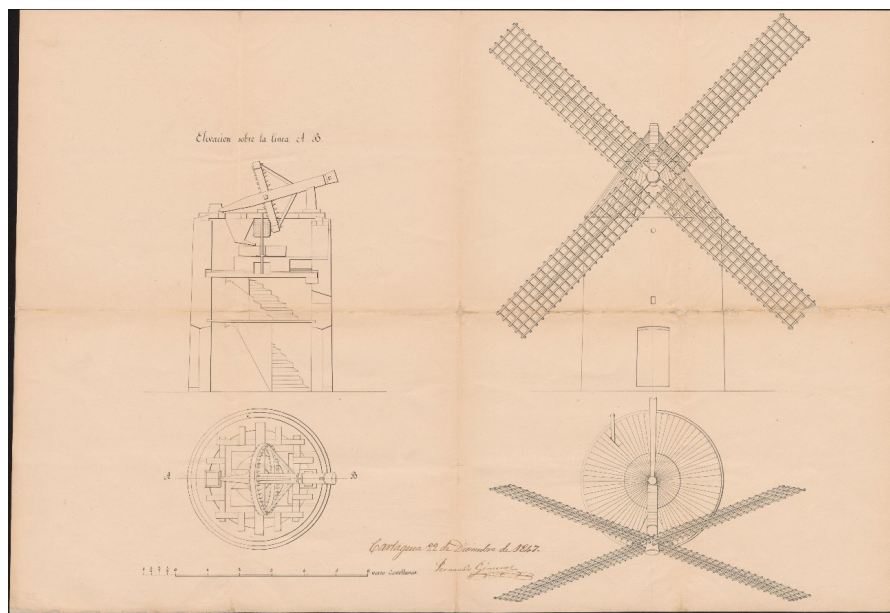 Elevacion sobre la linea A B.
A
B
Cartagena 22 de Diciembre de 1847.
varas Castellanas